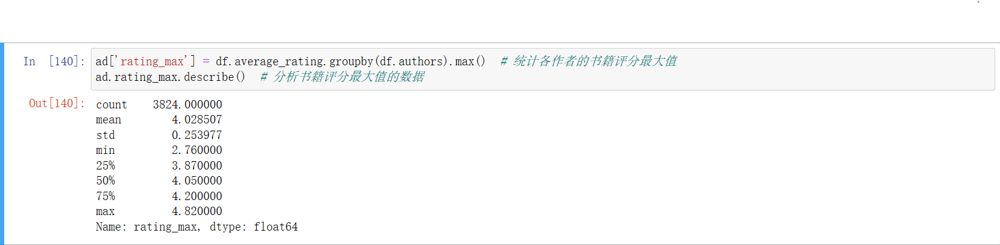 In [140]: ad['rating_max'] = df.average_rating.groupby(df.authors).max()  # 统计各作者的书籍评分最大值
ad.rating_max.describe()  # 分析书籍评分最大值的数据
Out[140]: count    3824.000000
mean        4.028507
std         0.253977
min         2.760000
25%         3.870000
50%         4.050000
75%         4.200000
max         4.820000
Name: rating_max, dtype: float64